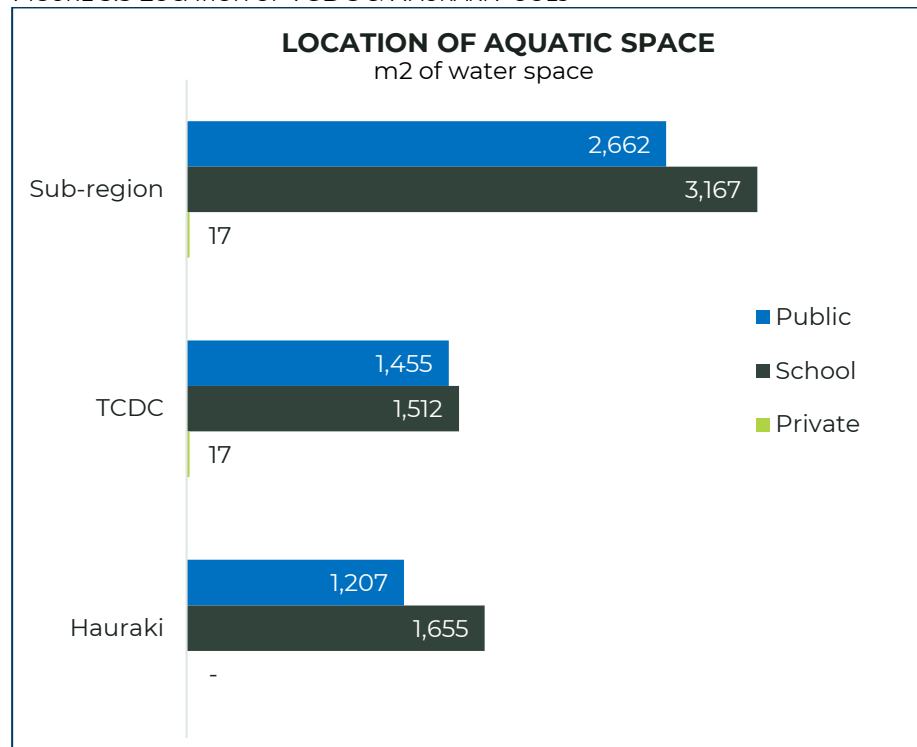 LOCATION OF AQUATIC SPACE
m2 of water space
2,662
Sub-region
3,167
17
Public
1,455
School
TCDC
1,512
Private
17
1,207
Hauraki
1,655
-